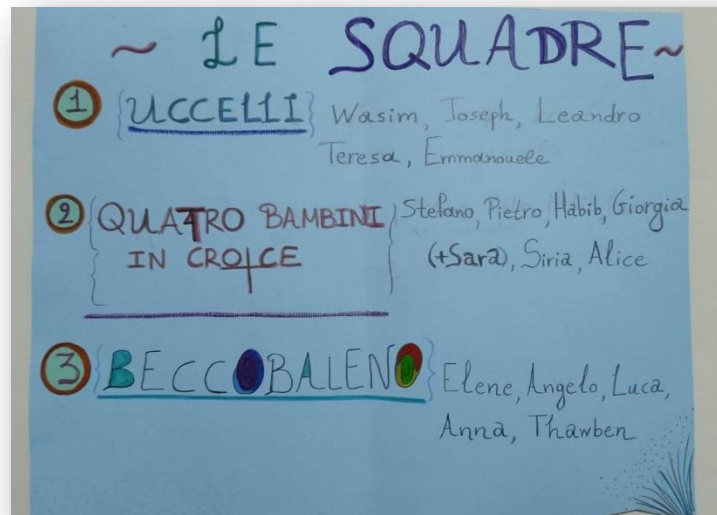 ~ LE SQUADRE ~
1 {UCCELLI} Wasim, Joseph, Leandro
Teresa, Emmanouele
2 {QUATRO BAMBINI} Stefano, Pietro, Habib, Giorgia
IN CROICE (+Sara), Siria, Alice
3 {BECCOBALENO} Elene, Angelo, Luca,
Anna, Thawben